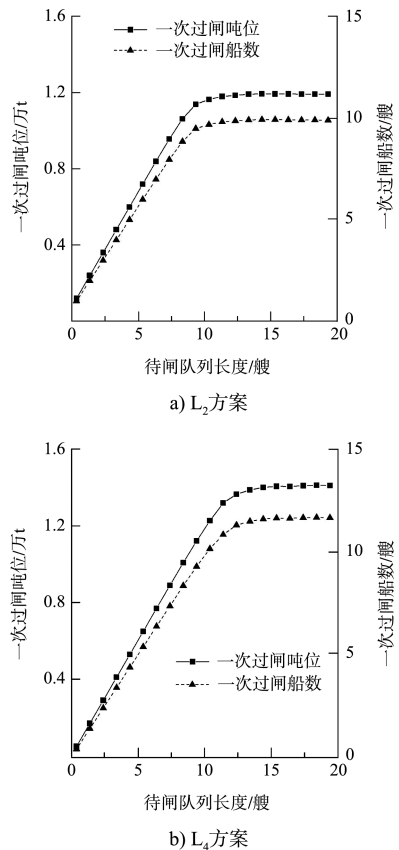 1.6
1.2
0.8
0.4
一次过闸吨位/万t
一次过闸吨位
一次过闸船数
15
10
5
0
一次过闸船数/艘
0
5
10
15
20
待闸队列长度/艘
a) L₂方案
1.6
1.2
0.8
0.4
一次过闸吨位/万t
一次过闸吨位
一次过闸船数
15
10
5
0
一次过闸船数/艘
0
5
10
15
20
待闸队列长度/艘
b) L₄方案